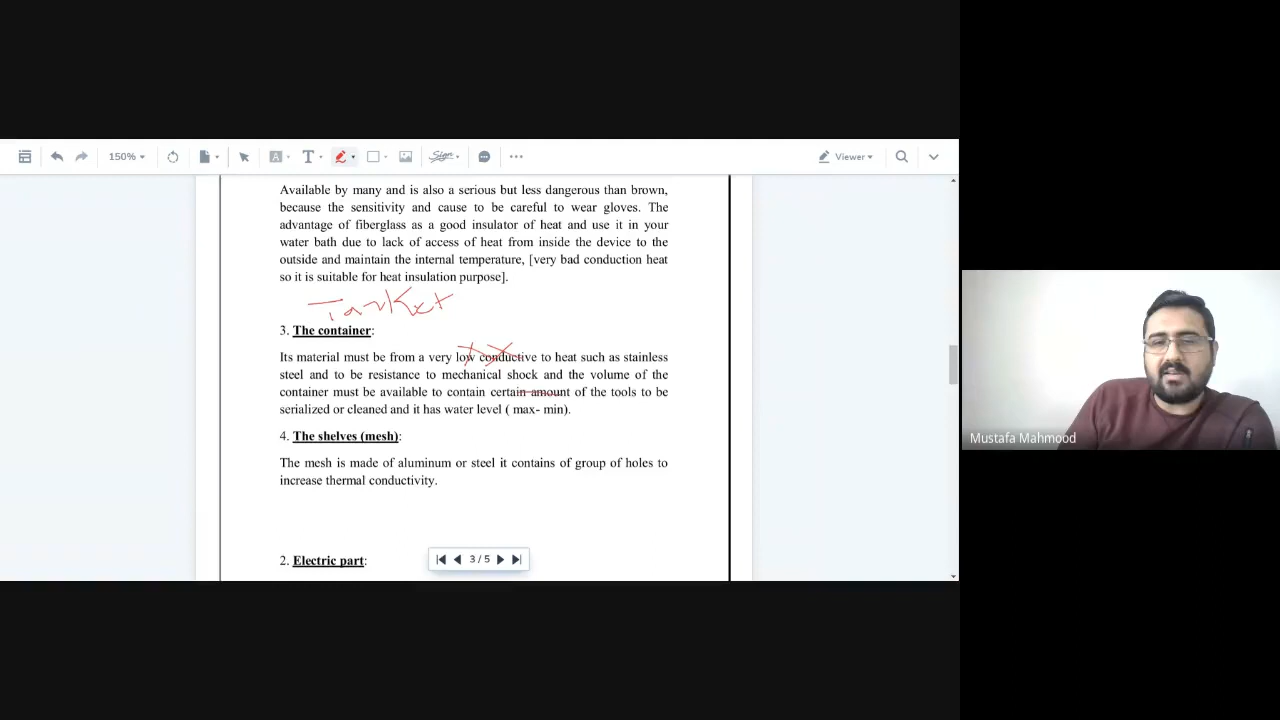 150%
T
Sign
Viewer
Available by many and is also a serious but less dangerous than brown,
because the sensitivity and cause to be careful to wear gloves. The
advantage of fiberglass as a good insulator of heat and use it in your
water bath due to lack of access of heat from inside the device to the
outside and maintain the internal temperature, [very bad conduction heat
so it is suitable for heat insulation purpose].
3. The container:
Its material must be from a very low conductive to heat such as stainless
steel and to be resistance to mechanical shock and the volume of the
container must be available to contain certain amount of the tools to be
serialized or cleaned and it has water level ( max- min).
4. The shelves (mesh):
The mesh is made of aluminum or steel it contains of group of holes to
increase thermal conductivity.
2. Electric part:
3 / 5
Mustafa Mahmood